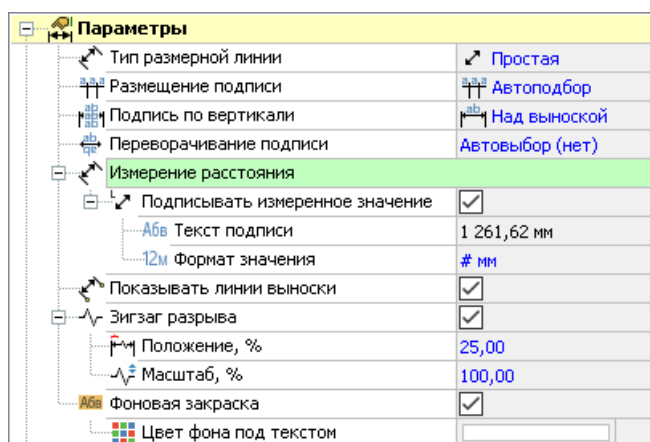 Параметры
Тип размерной линии Простая
Размещение подписи Автоподбор
Подпись по вертикали Над выноской
Переворачивание подписи Автовыбор (нет)
Измерение расстояния
Подписывать измеренное значение
Абв Текст подписи 1 261,62 мм
12м Формат значения # мм
Показывать линии выноски
Зигзаг разрыва
Положение, % 25,00
Масштаб, % 100,00
Абв Фоновая закраска
Цвет фона под текстом